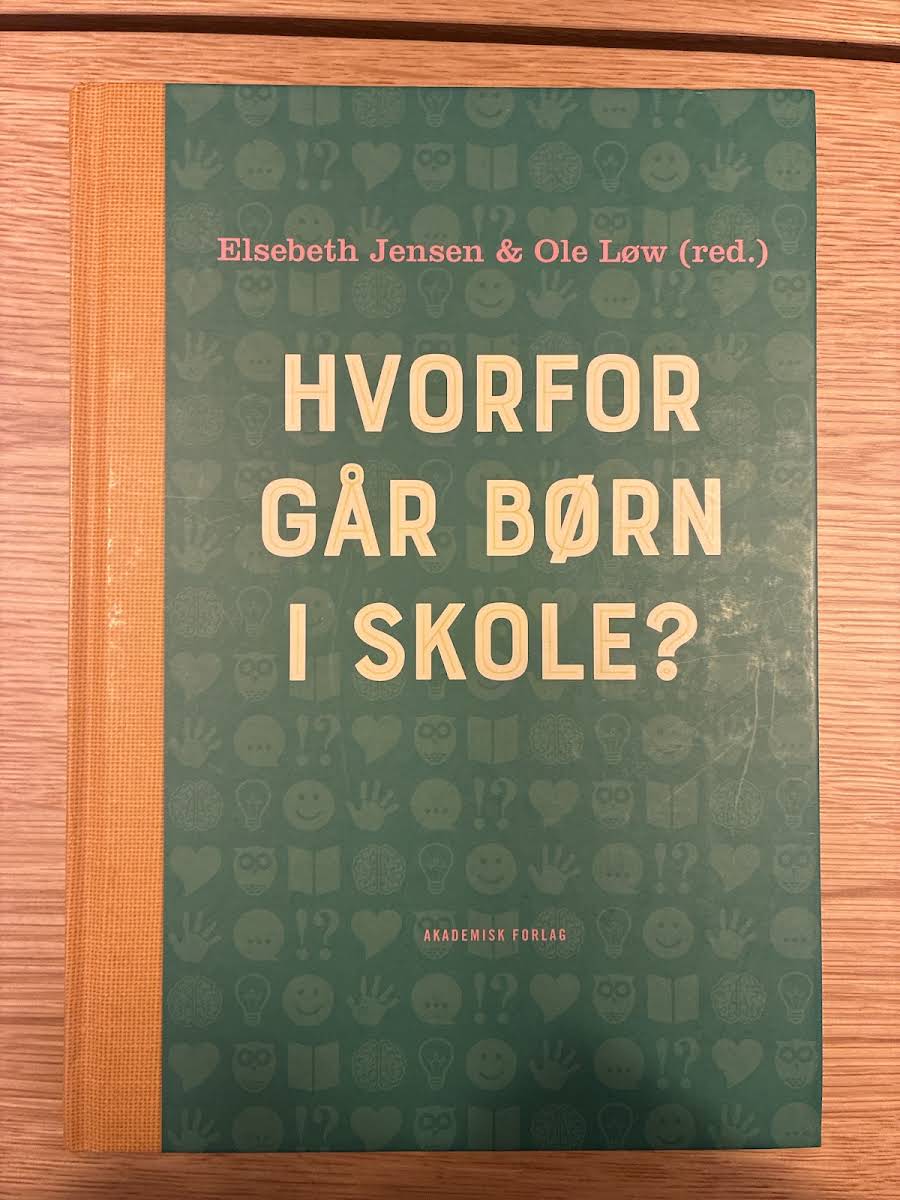 Elsebeth Jensen & Ole Løw (red.)
HVORFOR
GÅR BØRN
I SKOLE?
AKADEMISK FORLAG